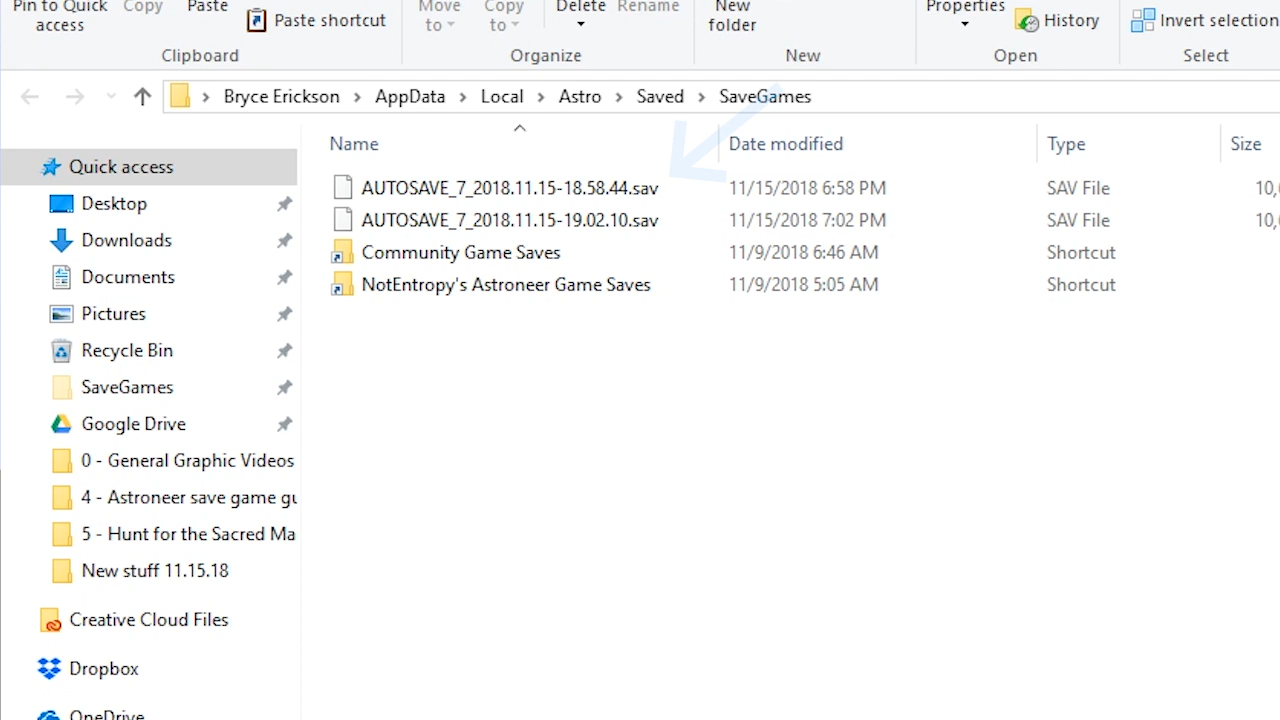 Pin to Quick access
Copy
Paste
Paste shortcut
Clipboard
Move to
Copy to
Delete
Rename
Organize
New folder
New
Properties
History
Open
Invert selection
Select
Bryce Erickson > AppData > Local > Astro > Saved > SaveGames
Name Date modified Type Size
AUTOSAVE_7_2018.11.15-18.58.44.sav 11/15/2018 6:58 PM SAV File 10,0
AUTOSAVE_7_2018.11.15-19.02.10.sav 11/15/2018 7:02 PM SAV File 10,0
Community Game Saves 11/9/2018 6:46 AM Shortcut
NotEntropy's Astroneer Game Saves 11/9/2018 5:05 AM Shortcut
Quick access
Desktop
Downloads
Documents
Pictures
Recycle Bin
SaveGames
Google Drive
0 - General Graphic Videos
4 - Astroneer save game gu
5 - Hunt for the Sacred Ma
New stuff 11.15.18
Creative Cloud Files
Dropbox
OneDrive